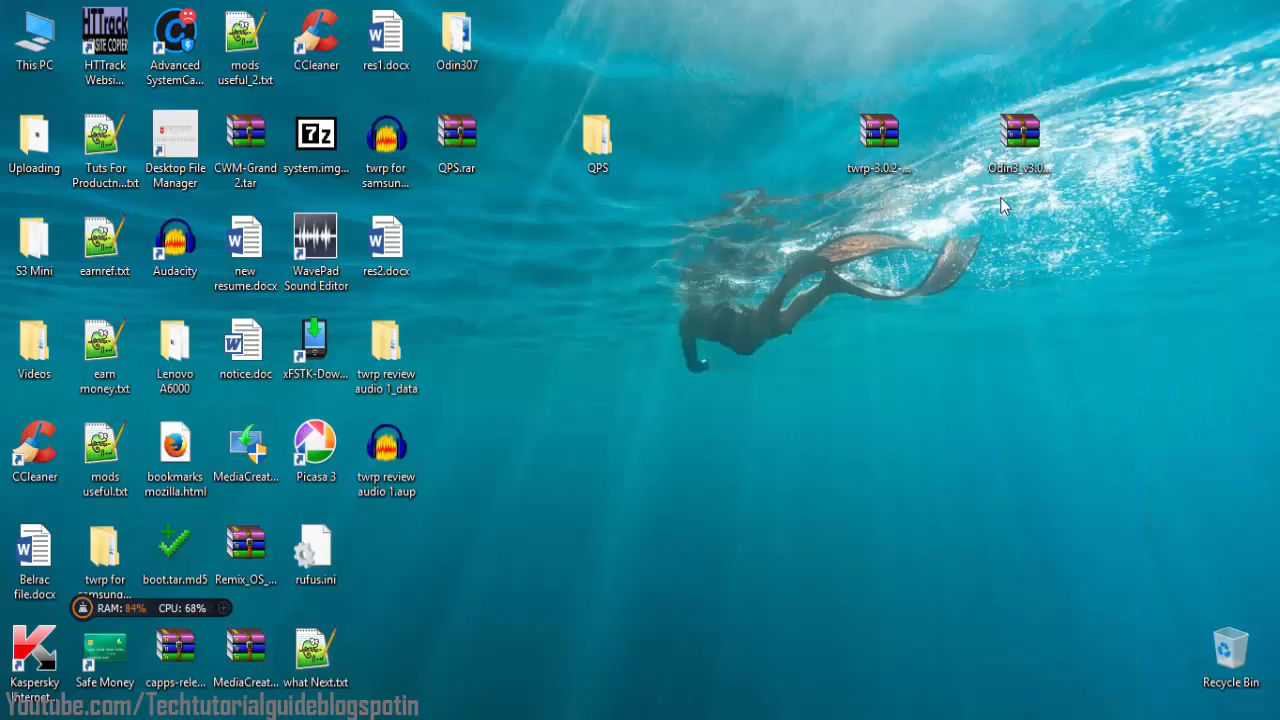 This PC
HTTrack
WEBSITE COPIER
HTTrack
Websi...
Advanced
SystemCa...
mods
useful_2.txt
CCleaner
res1.docx
Odin307
Uploading
Tuts For
Productn...txt
Desktop File
Manager
CWM-Grand
2.tar
7z
system.img...
twrp for
samsun...
QPS.rar
QPS
twrp-3.0.2-...
Odin3_v3.0...
S3 Mini
earnref.txt
Audacity
new
resume.docx
WavePad
Sound Editor
res2.docx
Videos
earn
money.txt
Lenovo
A6000
notice.doc
xFSTK-Dow...
twrp review
audio 1_data
CCleaner
mods
useful.txt
bookmarks
mozilla.html
MediaCreat...
Picasa 3
twrp review
audio 1.aup
Belrac
file.docx
twrp for
samsung...
boot.tar.md5
Remix_OS_...
rufus.ini
RAM: 84% CPU: 68%
Kaspersky
Internet...
Safe Money
capps-rele...
MediaCreat...
what Next.txt
Recycle Bin
Youtube.com/Techtutorialguideblogspotin